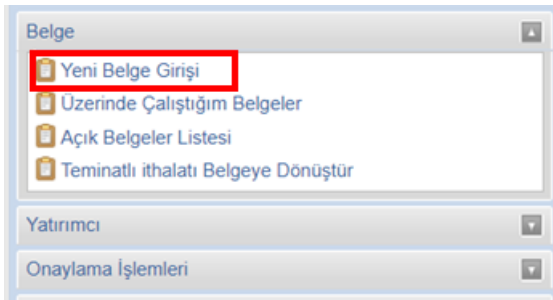 Belge
Yeni Belge Girişi
Üzerinde Çalıştığım Belgeler
Açık Belgeler Listesi
Teminatlı ithalatı Belgeye Dönüştür
Yatırımcı
Onaylama İşlemleri